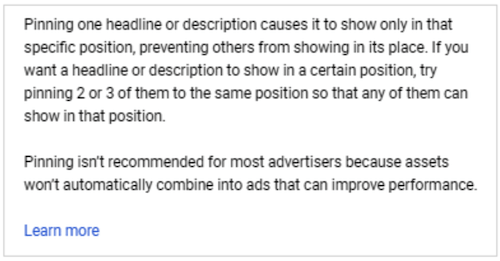 Pinning one headline or description causes it to show only in that
specific position, preventing others from showing in its place. If you
want a headline or description to show in a certain position, try
pinning 2 or 3 of them to the same position so that any of them can
show in that position.
Pinning isn't recommended for most advertisers because assets
won't automatically combine into ads that can improve performance.
Learn more